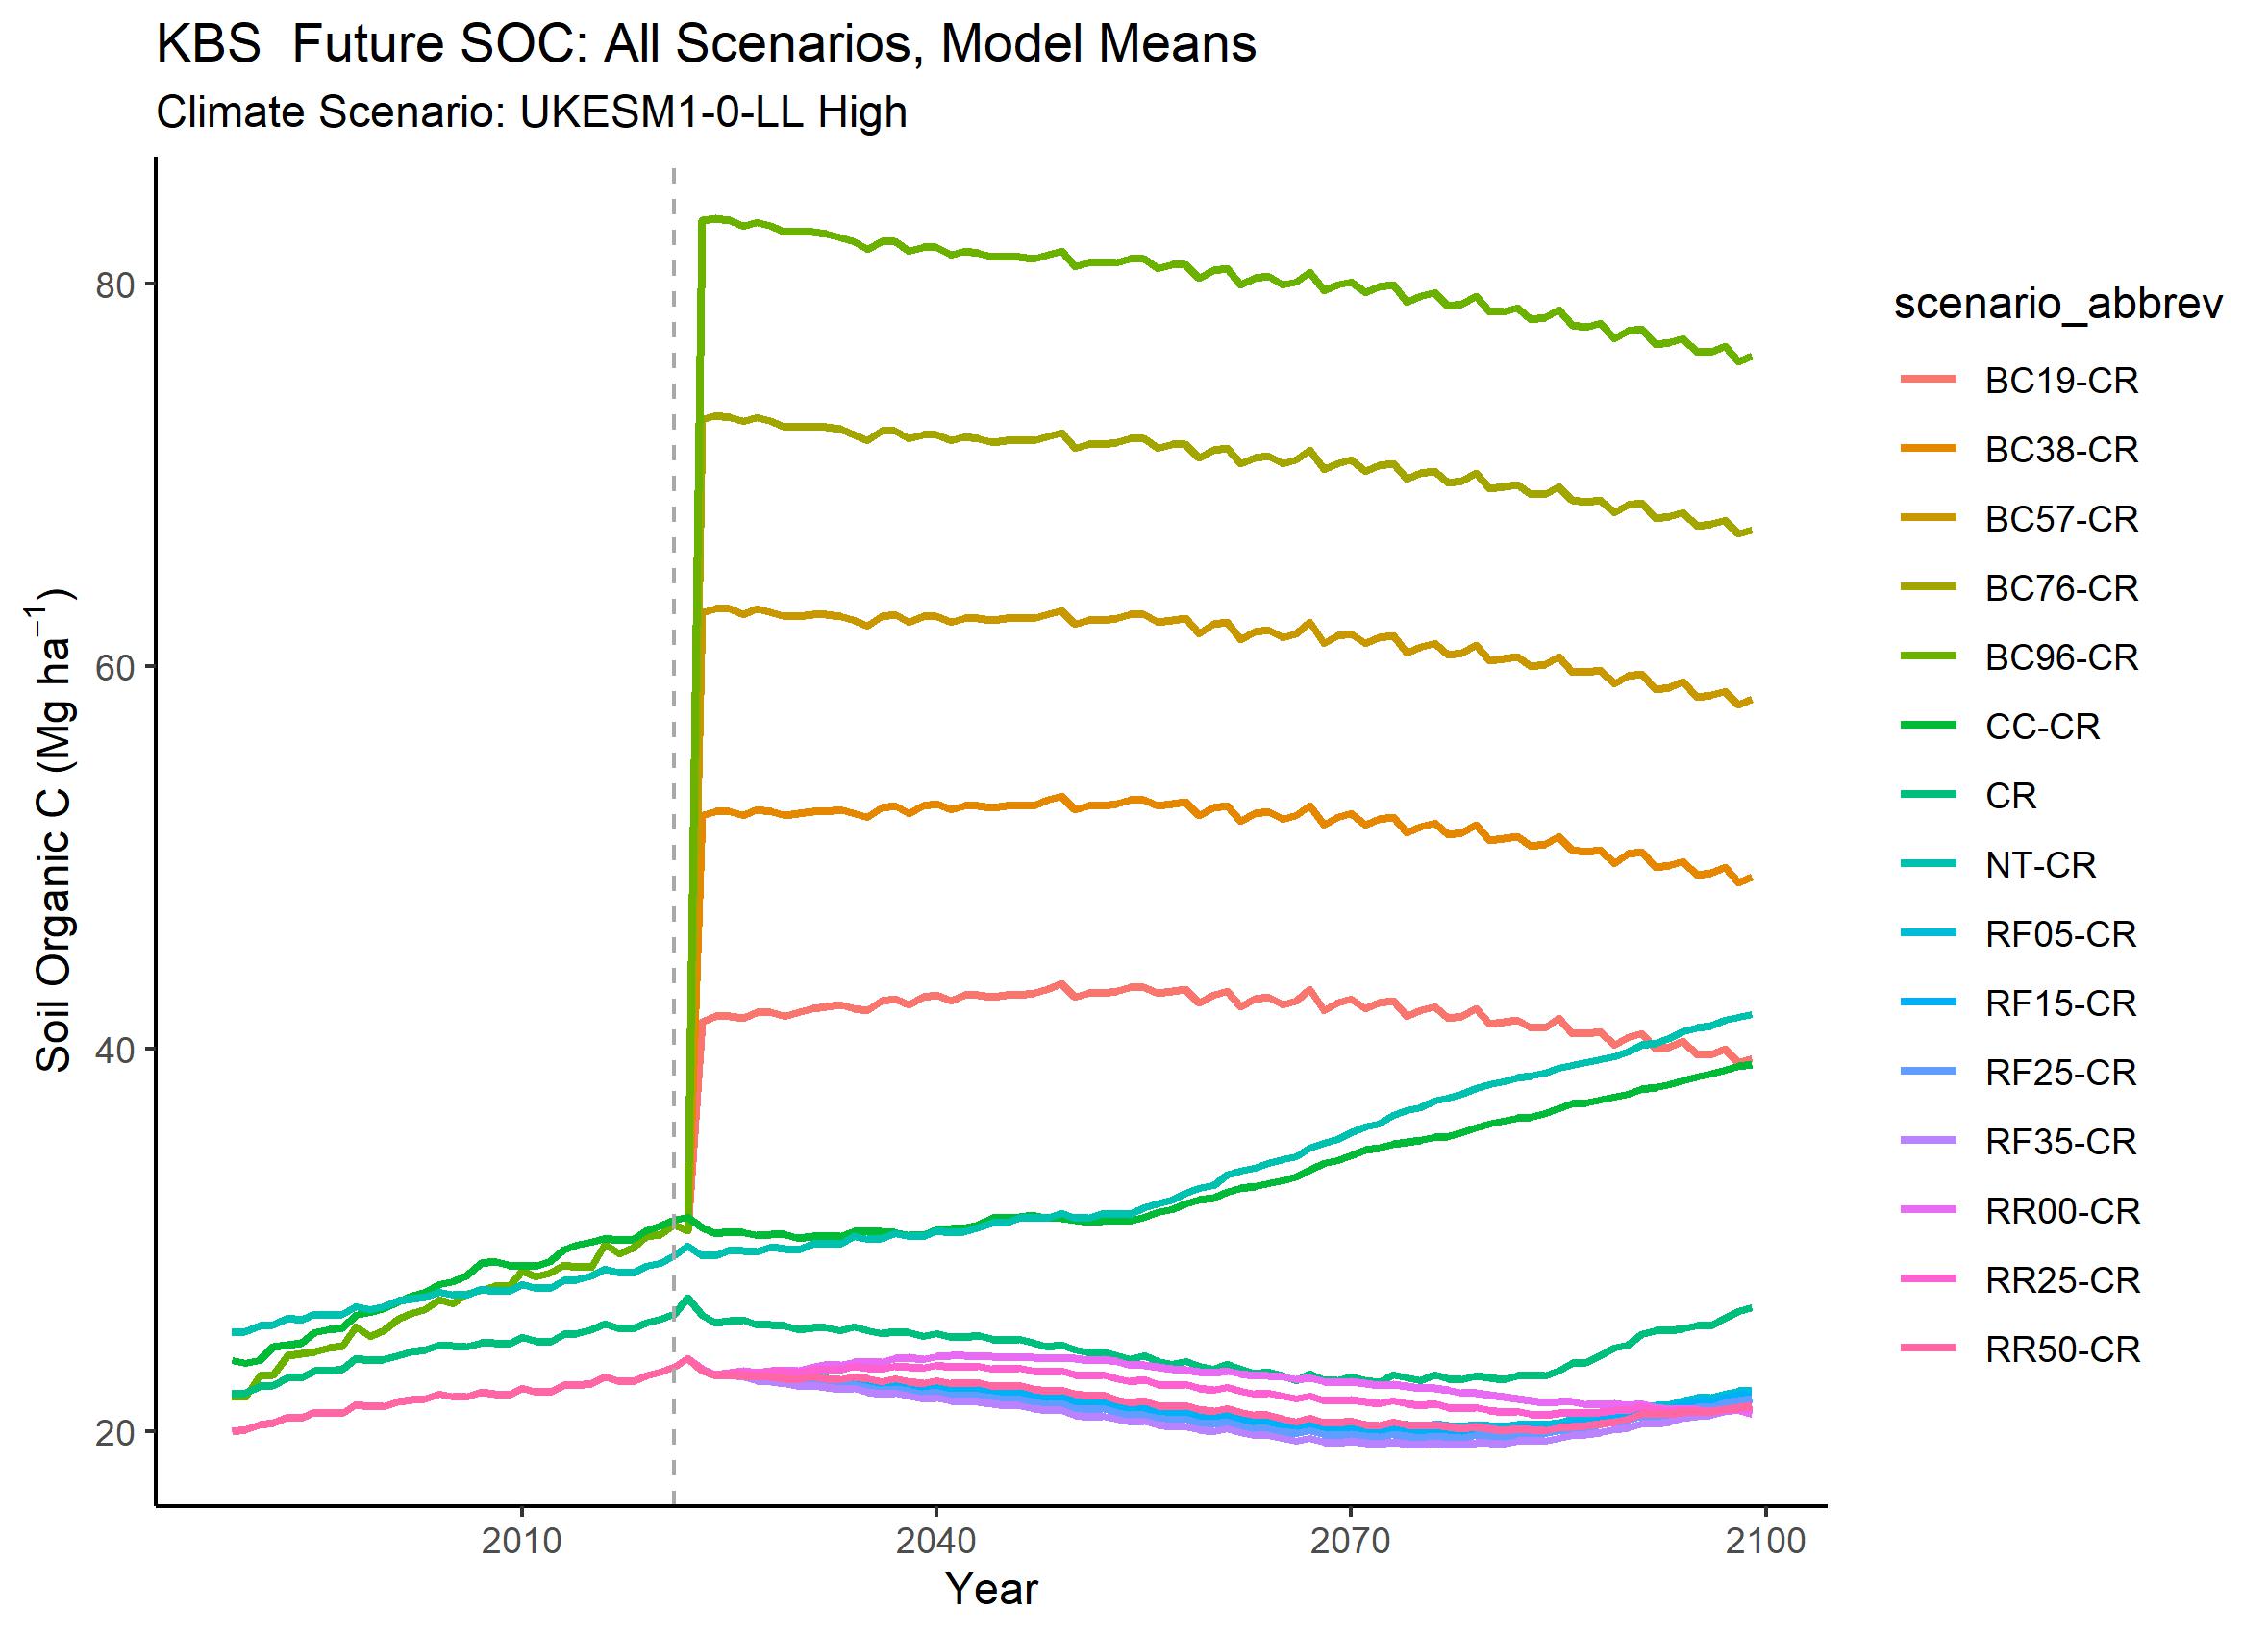 KBS  Future SOC: All Scenarios, Model Means
Climate Scenario: UKESM1-0-LL High
Soil Organic C (Mg ha⁻¹)
80
60
40
20
2010
2040
2070
2100
Year
scenario_abbrev
BC19-CR
BC38-CR
BC57-CR
BC76-CR
BC96-CR
CC-CR
CR
NT-CR
RF05-CR
RF15-CR
RF25-CR
RF35-CR
RR00-CR
RR25-CR
RR50-CR